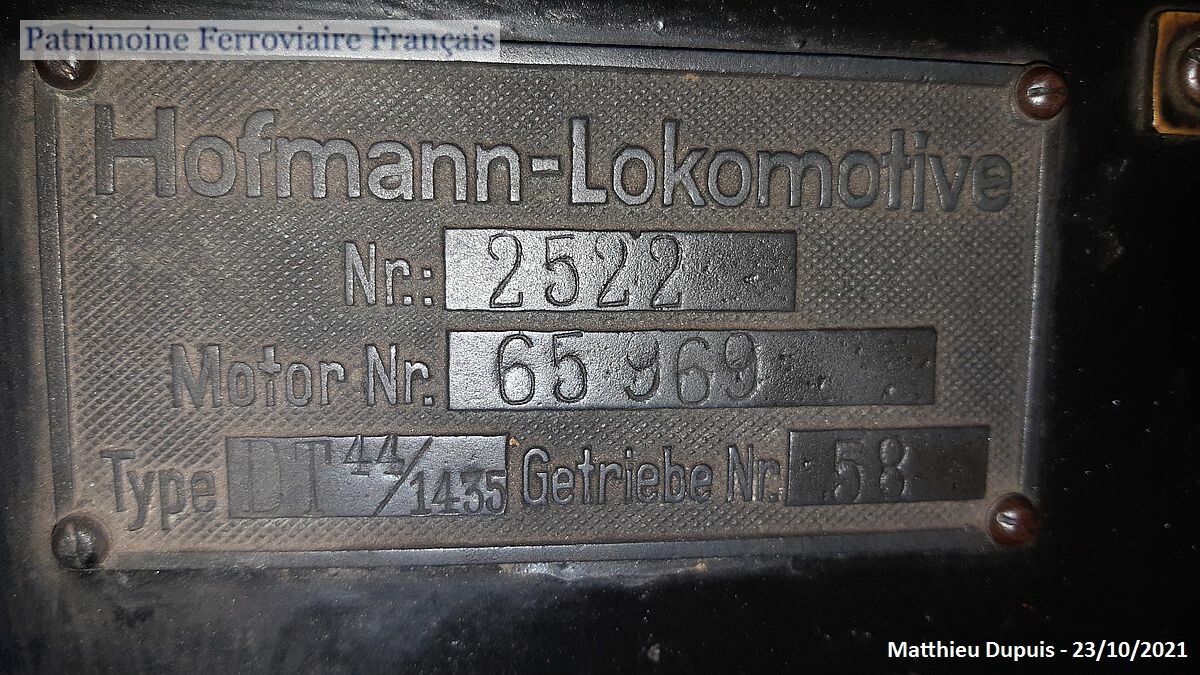 Patrimoine Ferroviaire Français
Hofmann-Lokomotive
Nr.: 2522
Motor Nr. 65 969
Type DT 44/1435 Getriebe Nr. 58
Matthieu Dupuis - 23/10/2021